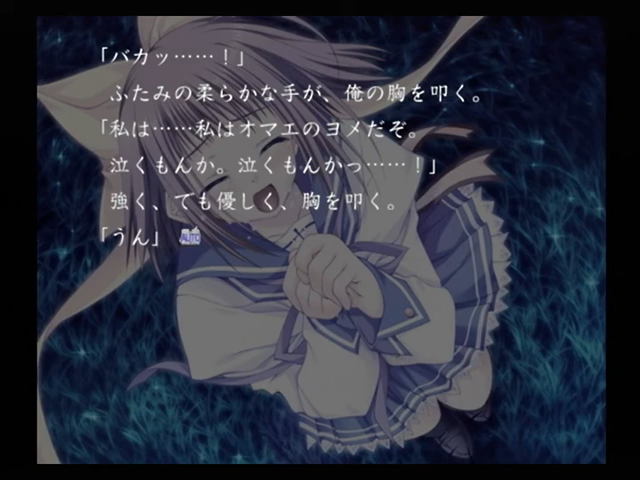 「バカッ……！」
ふたみの柔らかな手が、俺の胸を叩く。
「私は……私はオマエのヨメだぞ。
泣くもんか。泣くもんかっ……！」
強く、でも優しく、胸を叩く。
「うん」 AUTO